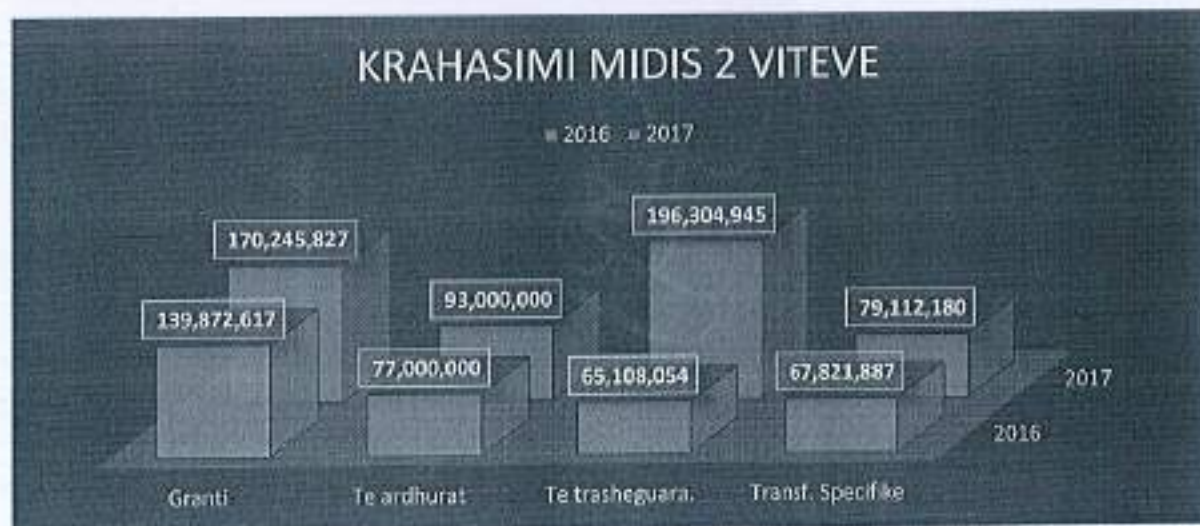 KRAHASIMI MIDIS 2 VITEVE
2016 2017
196,304,945
170,245,827
93,000,000
79,112,180
139,872,617
77,000,000
65,108,054
67,821,887
2017
2016
Granti
Te ardhurat
Te trasheguara.
Transf. Specifike